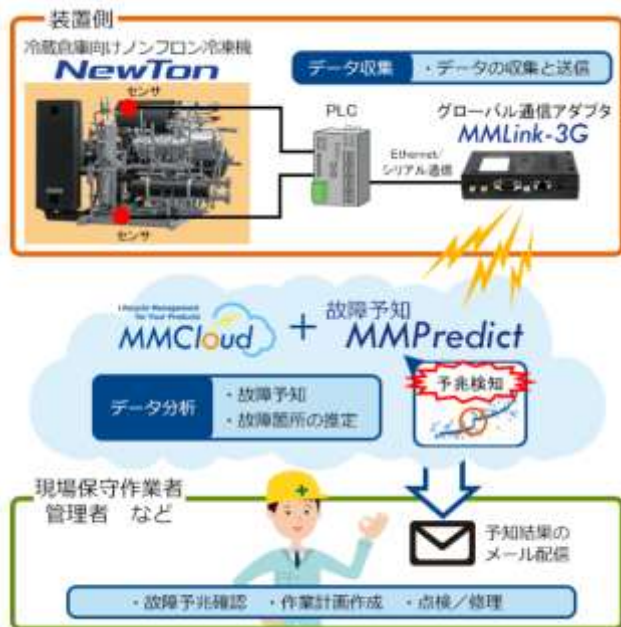 装置側
冷蔵倉庫向けノンフロン冷凍機
NewTon
センサ
センサ
データ収集
・データの収集と送信
PLC
グローバル通信アダプタ
MMLink-3G
Ethernet/
シリアル通信
Lifecycle Management
for Your Products
MMCloud
+
故障予知
MMPredict
予兆検知
データ分析
・故障予知
・故障箇所の推定
現場保守作業者
管理者 など
予知結果の
メール配信
・故障予兆確認 ・作業計画作成 ・点検/修理